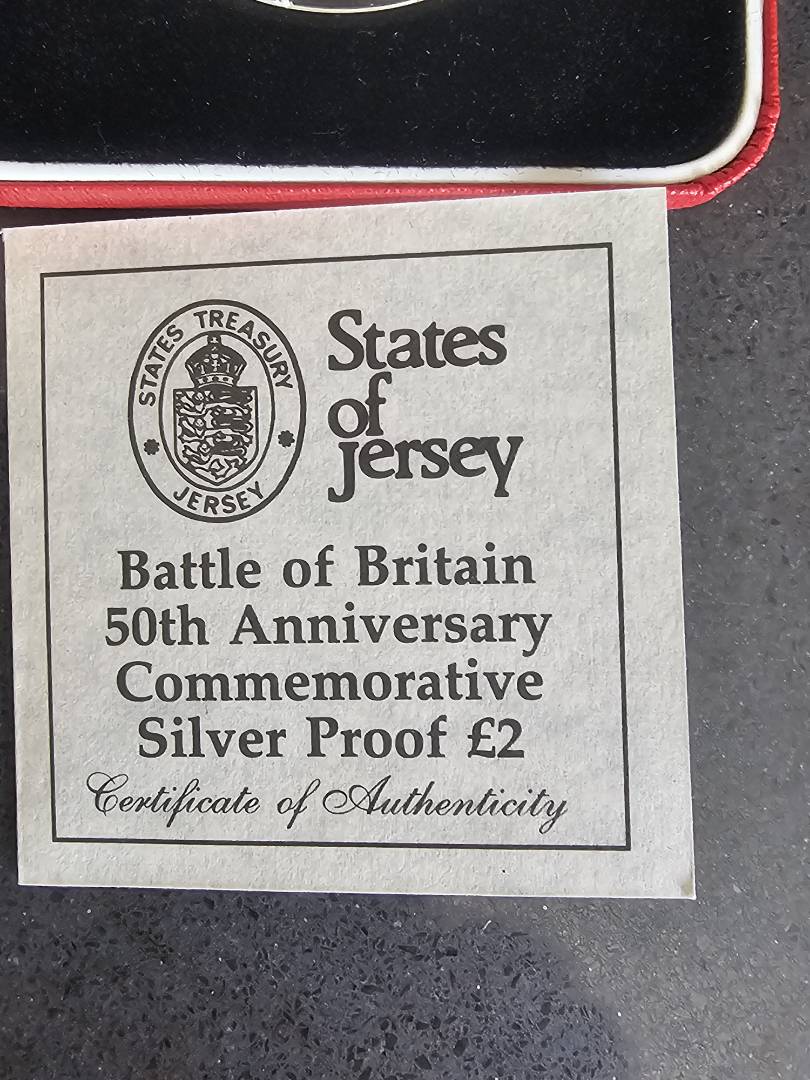 STATES TREASURY
JERSEY
States
of
Jersey
Battle of Britain
50th Anniversary
Commemorative
Silver Proof £2
Certificate of Authenticity